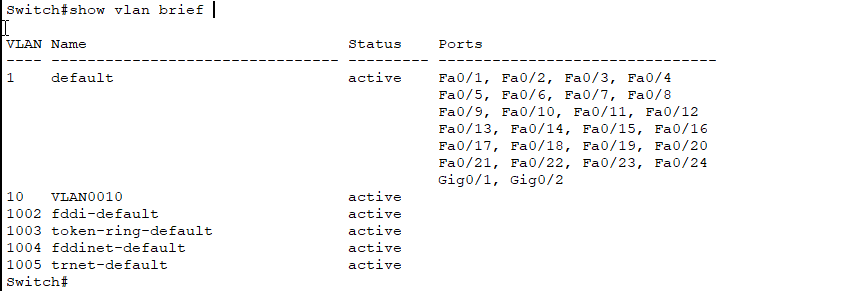 Switch#show vlan brief
VLAN Name                             Status    Ports
---- -------------------------------- --------- -------------------------------
1    default                          active    Fa0/1, Fa0/2, Fa0/3, Fa0/4
                                                Fa0/5, Fa0/6, Fa0/7, Fa0/8
                                                Fa0/9, Fa0/10, Fa0/11, Fa0/12
                                                Fa0/13, Fa0/14, Fa0/15, Fa0/16
                                                Fa0/17, Fa0/18, Fa0/19, Fa0/20
                                                Fa0/21, Fa0/22, Fa0/23, Fa0/24
                                                Gig0/1, Gig0/2
10   VLAN0010                         active
1002 fddi-default                     active
1003 token-ring-default               active
1004 fddinet-default                  active
1005 trnet-default                    active
Switch#